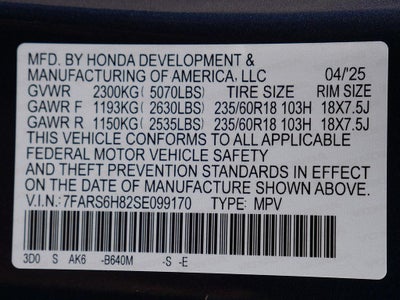 MFD. BY HONDA DEVELOPMENT &
MANUFACTURING OF AMERICA, LLC 04/'25
GVWR 2300KG(5070LBS) TIRE SIZE RIM SIZE
GAWR F 1193KG(2630LBS) 235/60R18 103H 18X7.5J
GAWR R 1150KG(2535LBS) 235/60R18 103H 18X7.5J
THIS VEHICLE CONFORMS TO ALL APPLICABLE
FEDERAL MOTOR VEHICLE SAFETY
AND THEFT PREVENTION STANDARDS IN EFFECT
ON THE DATE OF MANUFACTURE SHOWN ABOVE.
V.I.N.:7FARS6H82SE099170 TYPE: MPV
3D0 S AK6 -B640M -S -E